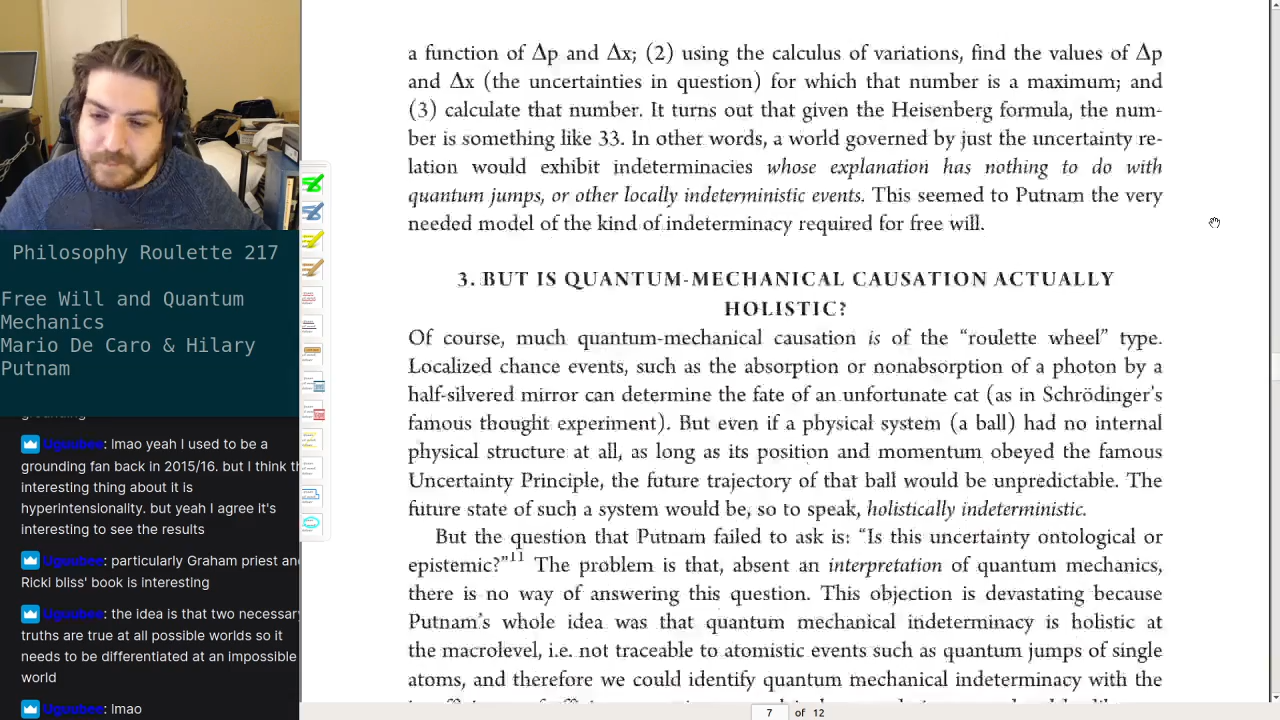 Philosophy Roulette 217
Free Will and Quantum
Mechanics
Mario De Caro & Hilary
Putnam
Uguubee: lmao yeah I used to be a
grounding fan back in 2015/16. but I think t
interesting thing about it is
hyperintensionality. but yeah I agree it's
interesting to see the results
Uguubee: particularly Graham priest and
Ricki bliss' book is interesting
Uguubee: the idea is that two necessary
truths are true at all possible worlds so it
needs to be differentiated at an impossible
world
Uguubee: lmao
a function of Δp and Δx; (2) using the calculus of variations, find the values of Δp
and Δx (the uncertainties in question) for which that number is a maximum; and
(3) calculate that number. It turns out that given the Heisenberg formula, the num-
ber is something like 33. In other words, a world governed by just the uncertainty re-
lation would exhibit indeterminacies whose explanation has nothing to do with
quantum jumps, or other locally indeterministic events. This seemed to Putnam the very
needed model of the kind of indeterminacy required for free will.
3. BUT IS QUANTUM-MECHANICAL CAUSATION ACTUALLY
HOLISTIC?
Of course, much quantum-mechanical causation is of the “roulette wheel” type.
Localized chance events, such as the absorption or nonabsorption of a photon by a
half-silvered mirror can determine the fate of an unfortunate cat (as in Schrödinger's
famous thought experiment). But even if a physical system (a ball) had no internal
physical structure at all, as long as its position and momentum obeyed the famous
Uncertainty Principle, the future trajectory of that ball would be unpredictable. The
future state of such a system would be, so to speak, holistically indeterministic.
But the question that Putnam failed to ask is: “Is this uncertainty ontological or
epistemic?”11 The problem is that, absent an interpretation of quantum mechanics,
there is no way of answering this question. This objection is devastating because
Putnam's whole idea was that quantum mechanical indeterminacy is holistic at
the macrolevel, i.e. not traceable to atomistic events such as quantum jumps of single
atoms, and therefore we could identify quantum mechanical indeterminacy with the
7 of 12